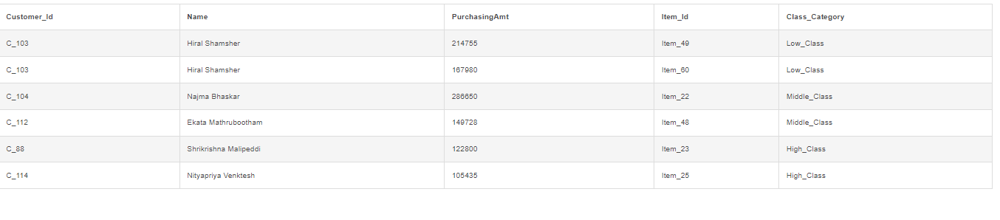 Customer_Id Name PurchasingAmt Item_Id Class_Category
C_103 Hiral Shamsher 214755 Item_49 Low_Class
C_103 Hiral Shamsher 167980 Item_60 Low_Class
C_104 Najma Bhaskar 286650 Item_22 Middle_Class
C_112 Ekata Mathrubootham 149728 Item_48 Middle_Class
C_88 Shrikrishna Malipeddi 122800 Item_23 High_Class
C_114 Nityapriya Venktesh 105435 Item_25 High_Class